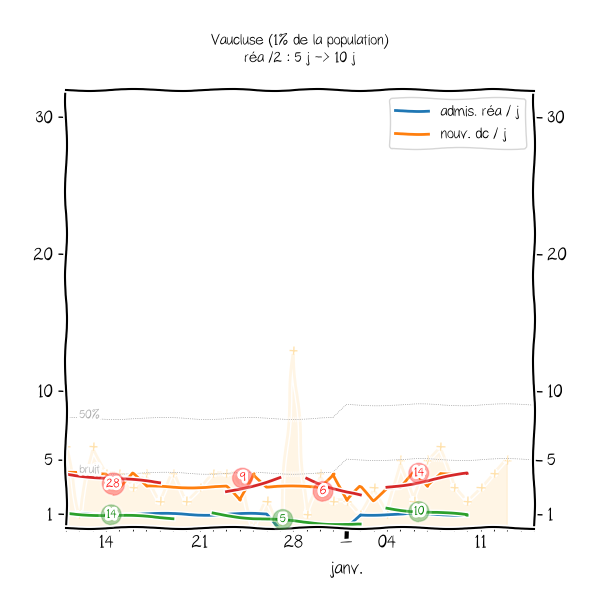 Vaucluse (1% de la population)
réa /2 : 5 j -> 10 j
admis. réa / j
nouv. dc / j
30 30
20 20
10 10
50%
5 5
bruit
28 9 6 14
14 5 10
1 1
14 21 28 04 11
janv.